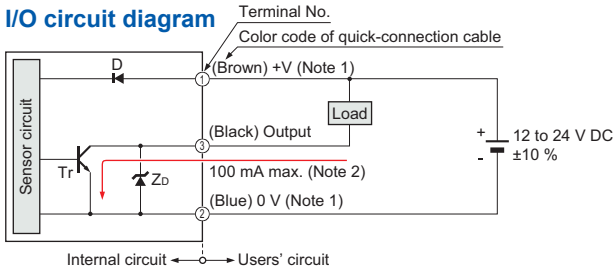 I/O circuit diagram
Terminal No.
Color code of quick-connection cable
D
1
(Brown) +V (Note 1)
Sensor circuit
Load
3
(Black) Output
+
12 to 24 V DC
-
±10 %
Tr
ZD
100 mA max. (Note 2)
2
(Blue) 0 V (Note 1)
Internal circuit
Users' circuit